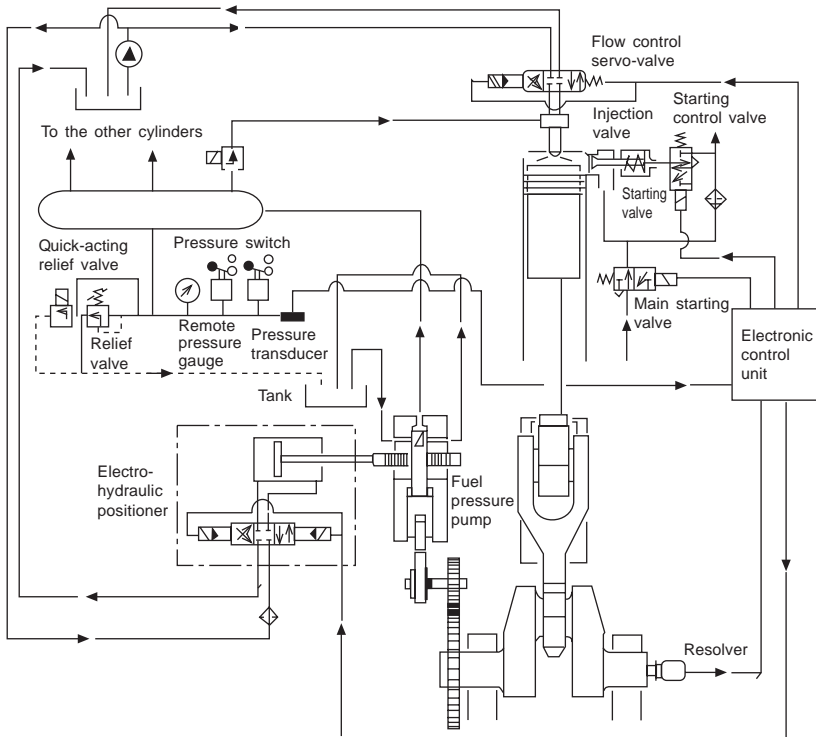 Flow control
servo-valve
Injection
valve
Starting
control valve
To the other cylinders
Starting
valve
Quick-acting
relief valve
Pressure switch
Main starting
valve
Remote
pressure
gauge
Pressure
transducer
Relief
valve
Electronic
control
unit
Tank
Electro-
hydraulic
positioner
Fuel
pressure
pump
Resolver